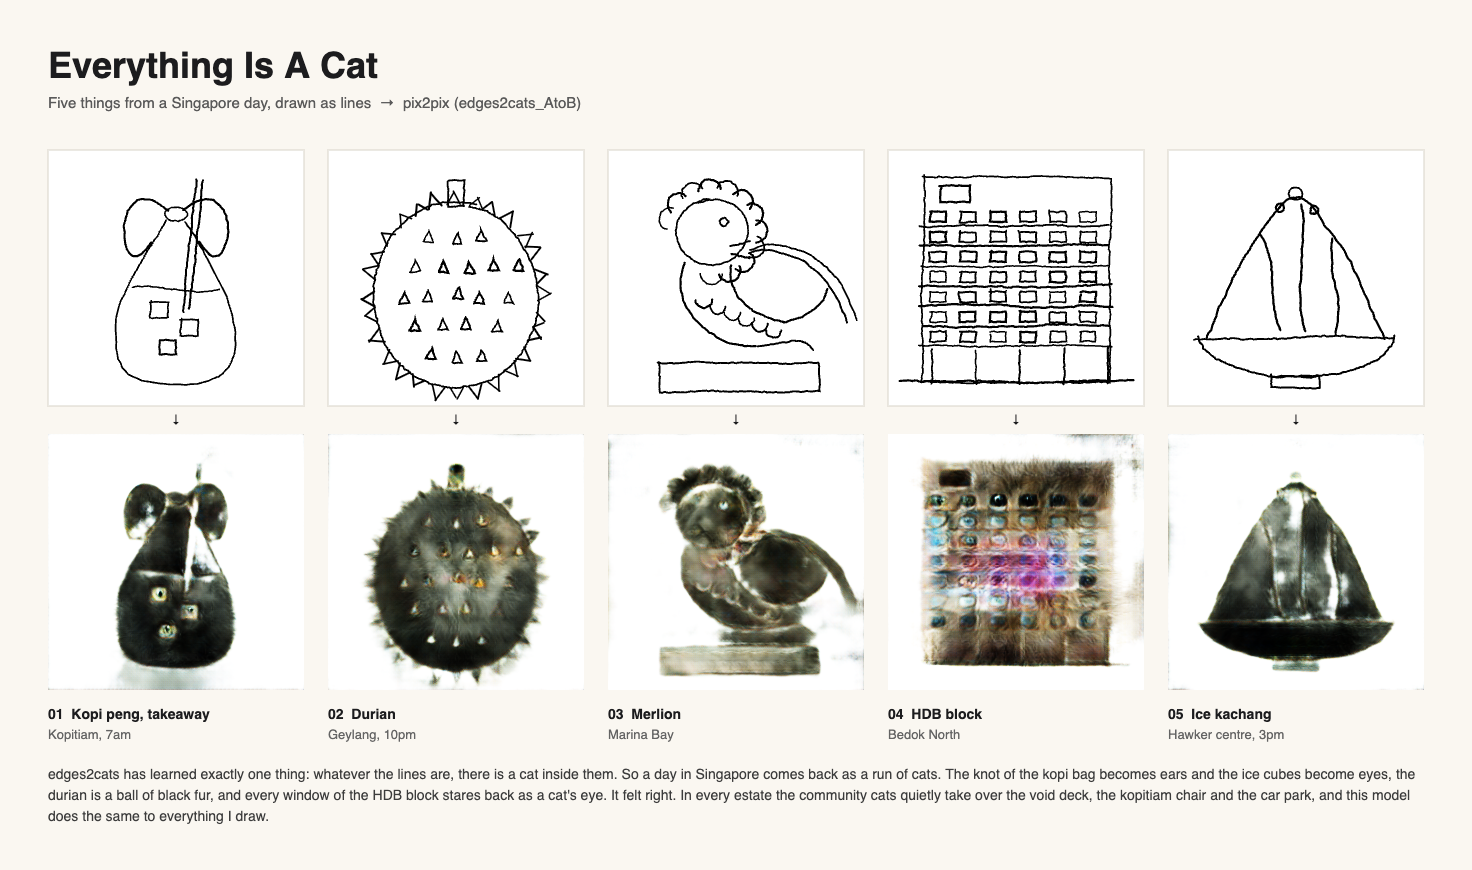 Everything Is A Cat
Five things from a Singapore day, drawn as lines → pix2pix (edges2cats_AtoB)
↓ ↓ ↓ ↓ ↓
01 Kopi peng, takeaway
Kopitiam, 7am
02 Durian
Geylang, 10pm
03 Merlion
Marina Bay
04 HDB block
Bedok North
05 Ice kachang
Hawker centre, 3pm
edges2cats has learned exactly one thing: whatever the lines are, there is a cat inside them. So a day in Singapore comes back as a run of cats. The knot of the kopi bag becomes ears and the ice cubes become eyes, the
durian is a ball of black fur, and every window of the HDB block stares back as a cat's eye. It felt right. In every estate the community cats quietly take over the void deck, the kopitiam chair and the car park, and this model
does the same to everything I draw.